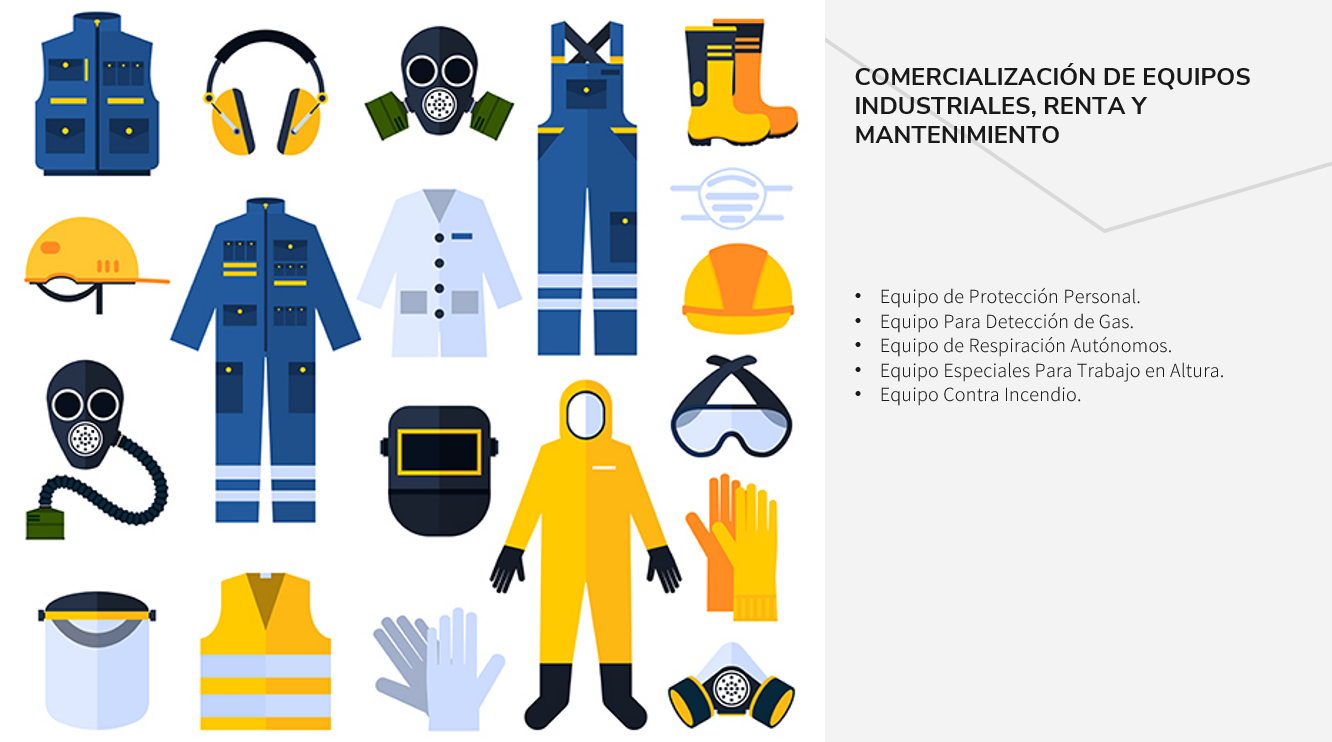 COMERCIALIZACIÓN DE EQUIPOS
INDUSTRIALES, RENTA Y
MANTENIMIENTO
• Equipo de Protección Personal.
• Equipo Para Detección de Gas.
• Equipo de Respiración Autónomos.
• Equipo Especiales Para Trabajo en Altura.
• Equipo Contra Incendio.